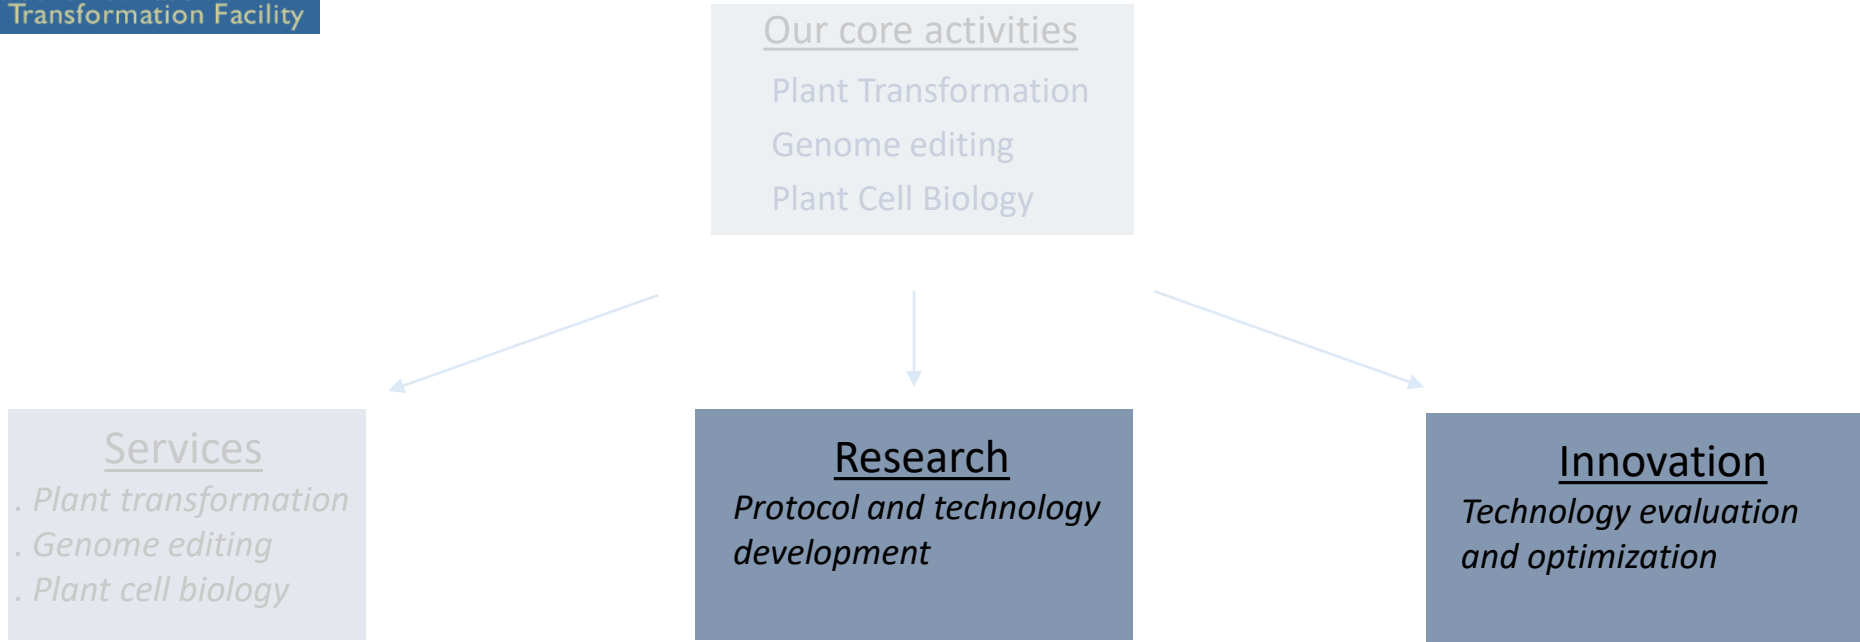 Transformation Facility
Our core activities
Plant Transformation
Genome editing
Plant Cell Biology
Services
. Plant transformation
. Genome editing
. Plant cell biology
Research
Protocol and technology
development
Innovation
Technology evaluation
and optimization